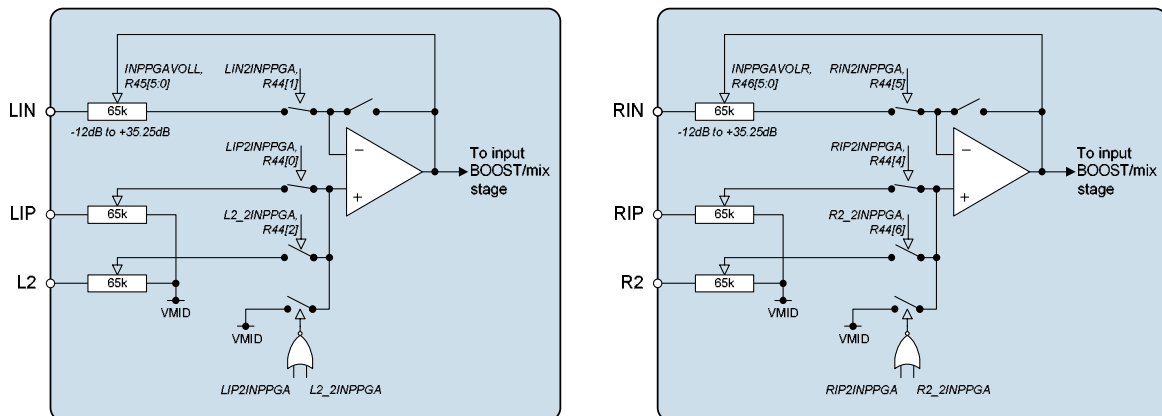 INPPGAVOLL,
R45[5:0]
LIN2INPPGA,
R44[1]
LIN
65k
-12dB to +35.25dB
LIP2INPPGA,
R44[0]
−
+
To input
BOOST/mix
stage
LIP
65k
L2_2INPPGA,
R44[2]
L2
65k
VMID
VMID
LIP2INPPGA
L2_2INPPGA
INPPGAVOLR,
R46[5:0]
RIN2INPPGA,
R44[5]
RIN
65k
-12dB to +35.25dB
RIP2INPPGA,
R44[4]
−
+
To input
BOOST/mix
stage
RIP
65k
R2_2INPPGA,
R44[6]
R2
65k
VMID
VMID
RIP2INPPGA
R2_2INPPGA